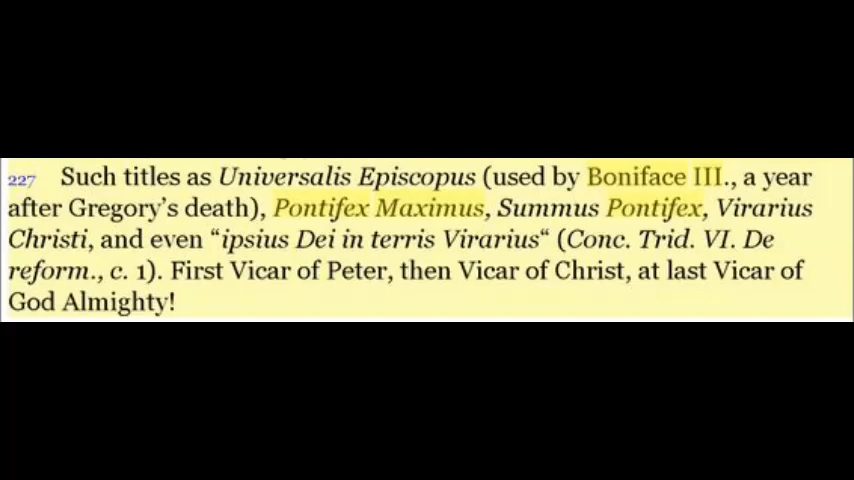 227 Such titles as Universalis Episcopus (used by Boniface III., a year
after Gregory’s death), Pontifex Maximus, Summus Pontifex, Virarius
Christi, and even “ipsius Dei in terris Virarius“ (Conc. Trid. VI. De
reform., c. 1). First Vicar of Peter, then Vicar of Christ, at last Vicar of
God Almighty!